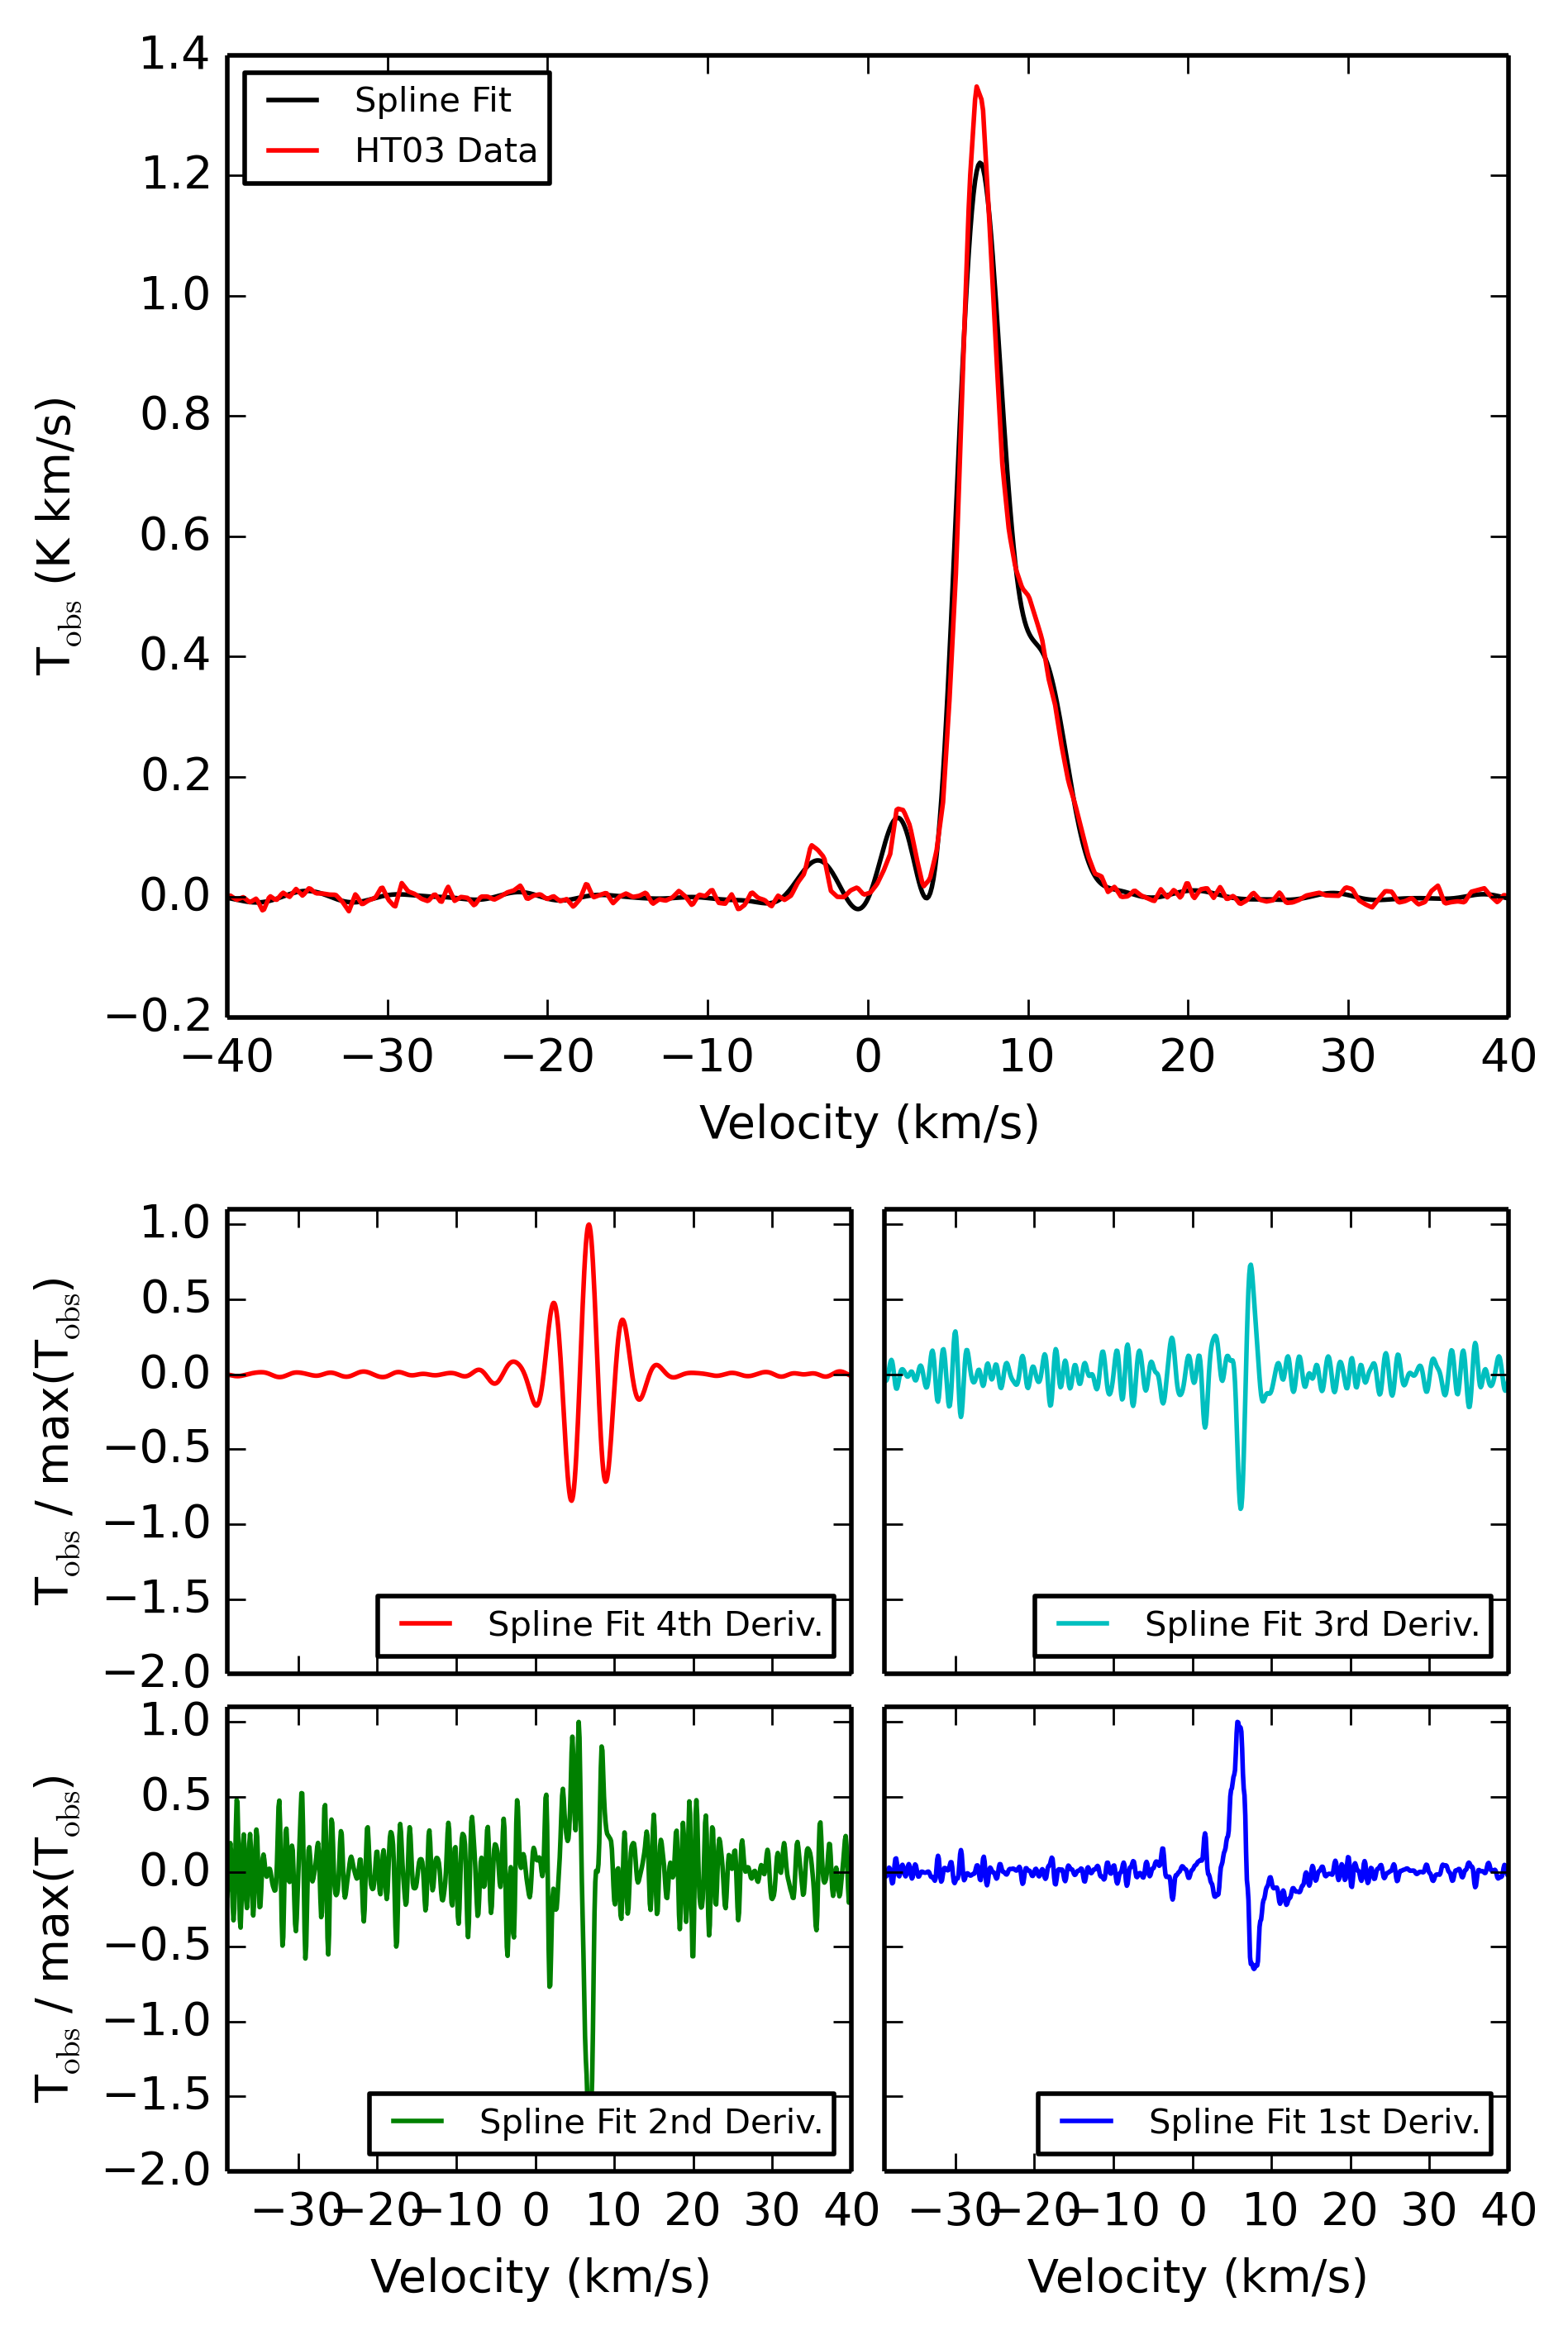 1.4
1.2
1.0
0.8
0.6
0.4
0.2
0.0
−0.2
T_obs (K km/s)
Spline Fit
HT03 Data
−40 −30 −20 −10 0 10 20 30 40
Velocity (km/s)
1.0
0.5
0.0
−0.5
−1.0
−1.5
−2.0
T_obs / max(T_obs)
Spline Fit 4th Deriv.
Spline Fit 3rd Deriv.
1.0
0.5
0.0
−0.5
−1.0
−1.5
−2.0
T_obs / max(T_obs)
Spline Fit 2nd Deriv.
Spline Fit 1st Deriv.
−30 −20 −10 0 10 20 30 40
−30 −20 −10 0 10 20 30 40
Velocity (km/s)
Velocity (km/s)